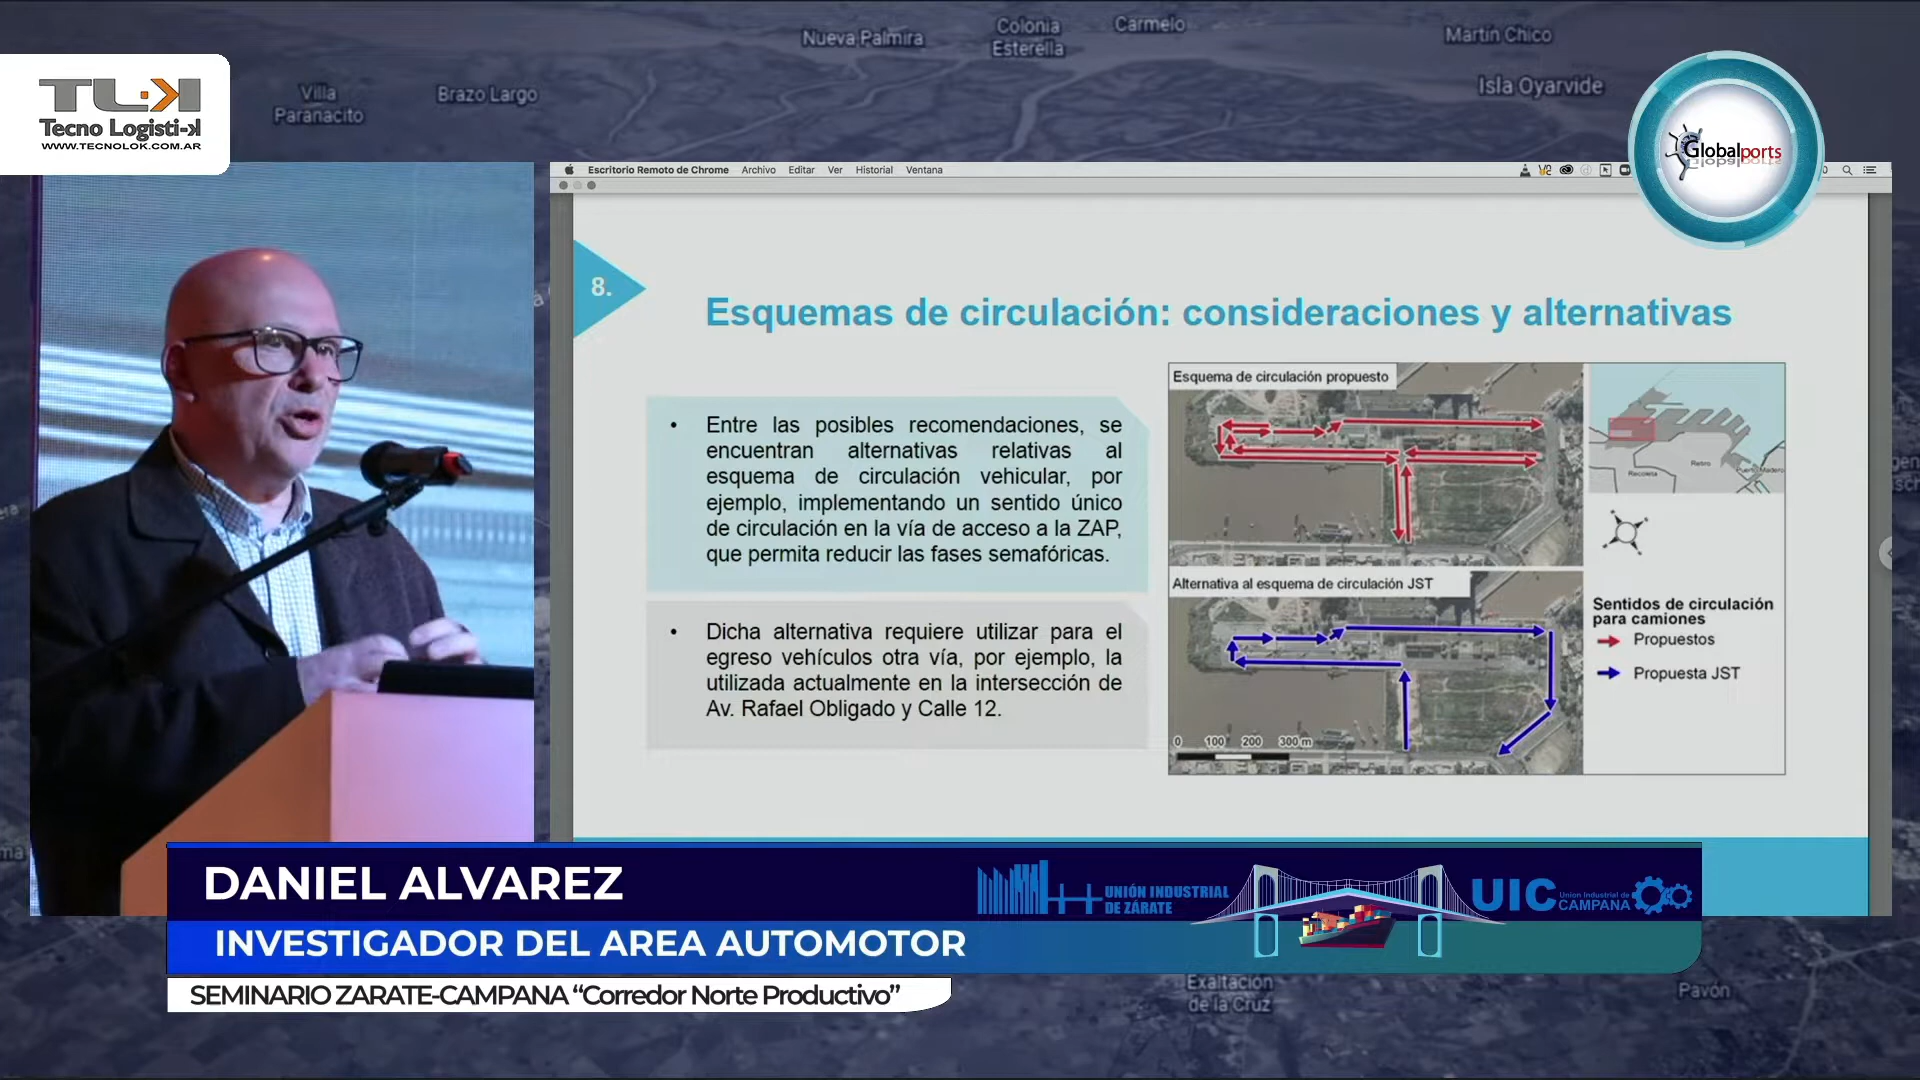 Nueva Palmira
Colonia
Esterella
Carmelo
Martín Chico
Villa
Paranacito
Brazo Largo
Isla Oyarvide
TL·K
Tecno Logisti-k
WWW.TECNOLOK.COM.AR
Globalports
Escritorio Remoto de Chrome Archivo Editar Ver Historial Ventana
8.
Esquemas de circulación: consideraciones y alternativas
• Entre las posibles recomendaciones, se
encuentran alternativas relativas al
esquema de circulación vehicular, por
ejemplo, implementando un sentido único
de circulación en la vía de acceso a la ZAP,
que permita reducir las fases semafóricas.
• Dicha alternativa requiere utilizar para el
egreso vehículos otra vía, por ejemplo, la
utilizada actualmente en la intersección de
Av. Rafael Obligado y Calle 12.
Esquema de circulación propuesto
Recoleta
Retiro
Puerto Madero
Alternativa al esquema de circulación JST
0 100 200 300 m
Sentidos de circulación
para camiones
Propuestos
Propuesta JST
DANIEL ALVAREZ
UNIÓN INDUSTRIAL
DE ZÁRATE
UIC Unión Industrial de
CAMPANA
INVESTIGADOR DEL AREA AUTOMOTOR
SEMINARIO ZARATE-CAMPANA “Corredor Norte Productivo”
Exaltación
de la Cruz
Pavón